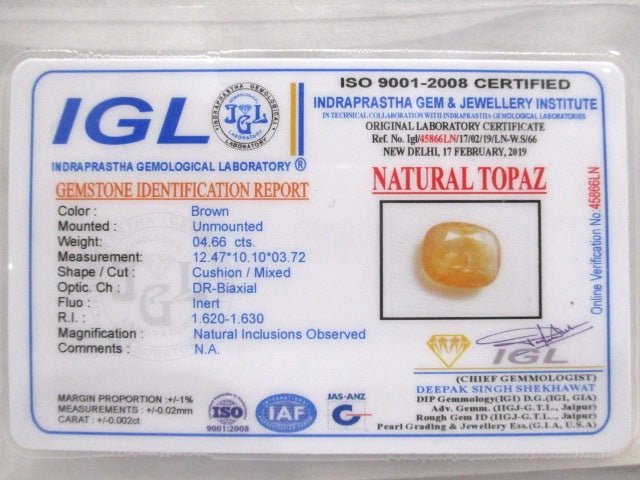 IGL
INDRAPRASTHA GEMOLOGICAL
IGL
LABORATORY
INDRAPRASTHA GEMOLOGICAL LABORATORY ®
GEMSTONE IDENTIFICATION REPORT
Color : Brown
Mounted : Unmounted
Weight: 04.66 cts.
Measurement: 12.47*10.10*03.72
Shape / Cut : Cushion / Mixed
Optic. Ch : DR-Biaxial
Fluo : Inert
R.I. : 1.620-1.630
Magnification : Natural Inclusions Observed
Comments : N.A.
MARGIN PROPORTION :+/-1%
MEASUREMENTS : +/-0.02mm
CARAT : +/-0.002ct
ISO
9001:2008
IAF
JAS-ANZ
ISO 9001-2008 CERTIFIED
INDRAPRASTHA GEM & JEWELLERY INSTITUTE
IN TECHNICAL COLLABORATION WITH INDRAPRASTHA GEMOLOGICAL LABORATORIES
ORIGINAL LABORATORY CERTIFICATE
Ref. No. Igl/45866LN/17/02/19/LN-W.S/66
NEW DELHI, 17 FEBRUARY, 2019
NATURAL TOPAZ
Online Verification No.45866LN
IGL
(CHIEF GEMMOLOGIST)
DEEPAK SINGH SHEKHAWAT
DIP Gemmology(IGI) D.G.(IGI, GIA)
Adv. Gemm. (IIGJ-G.T.L., Jaipur)
Rough Gem ID (IIGJ-G.T.L., Jaipur)
Pearl Grading & Jewellery Ess.(G.I.A, U.S.A)